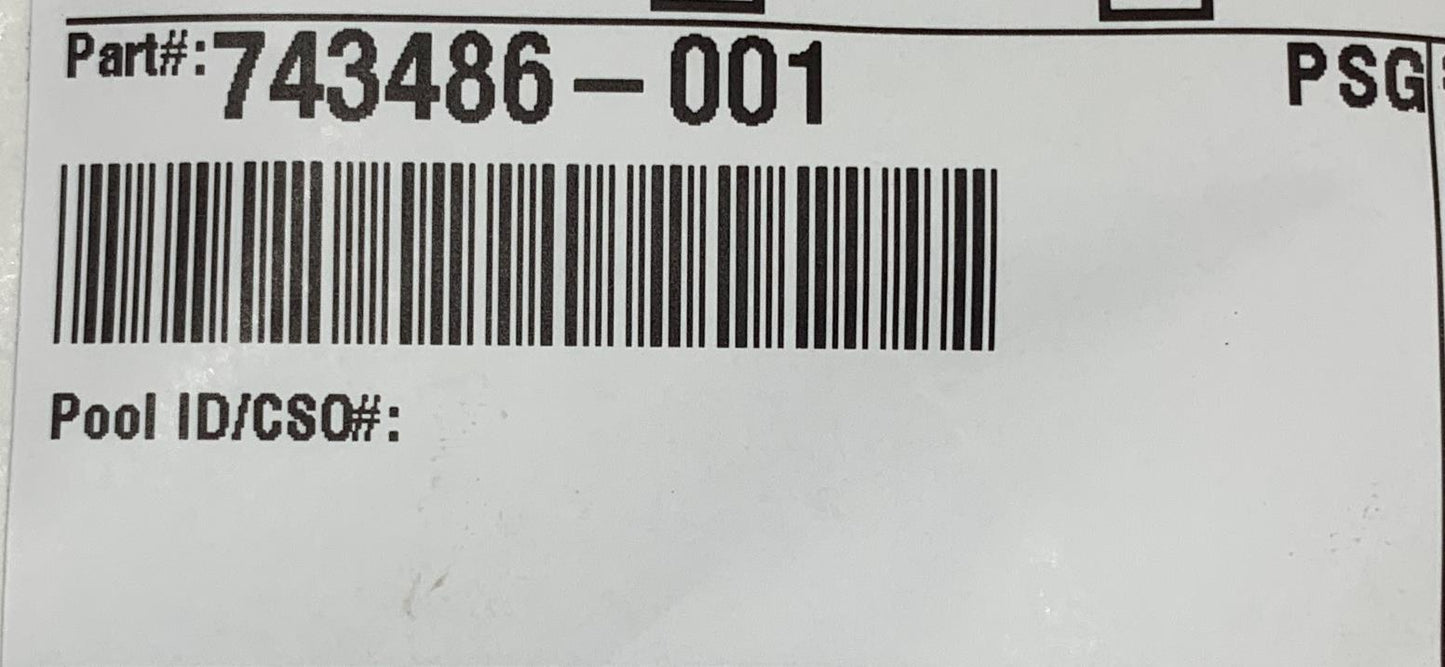 Part#:743486-001 PSG
Pool ID/CSO#: